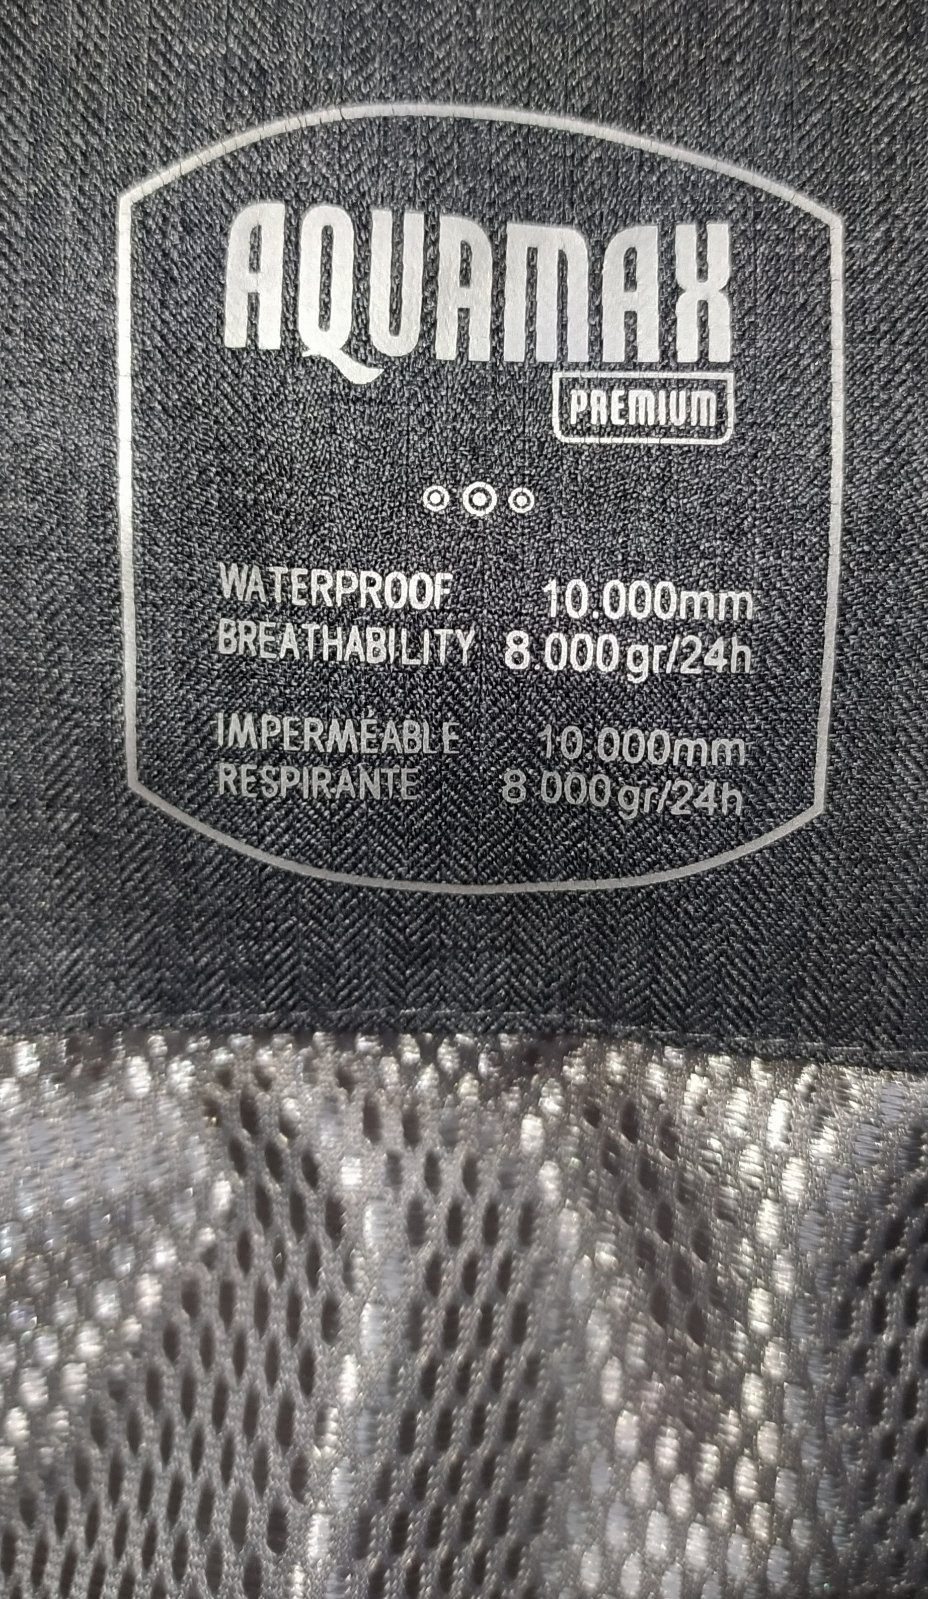 AQUAMAX
PREMIUM
WATERPROOF 10.000mm
BREATHABILITY 8.000gr/24h
IMPERMÉABLE 10.000mm
RESPIRANTE 8.000gr/24h